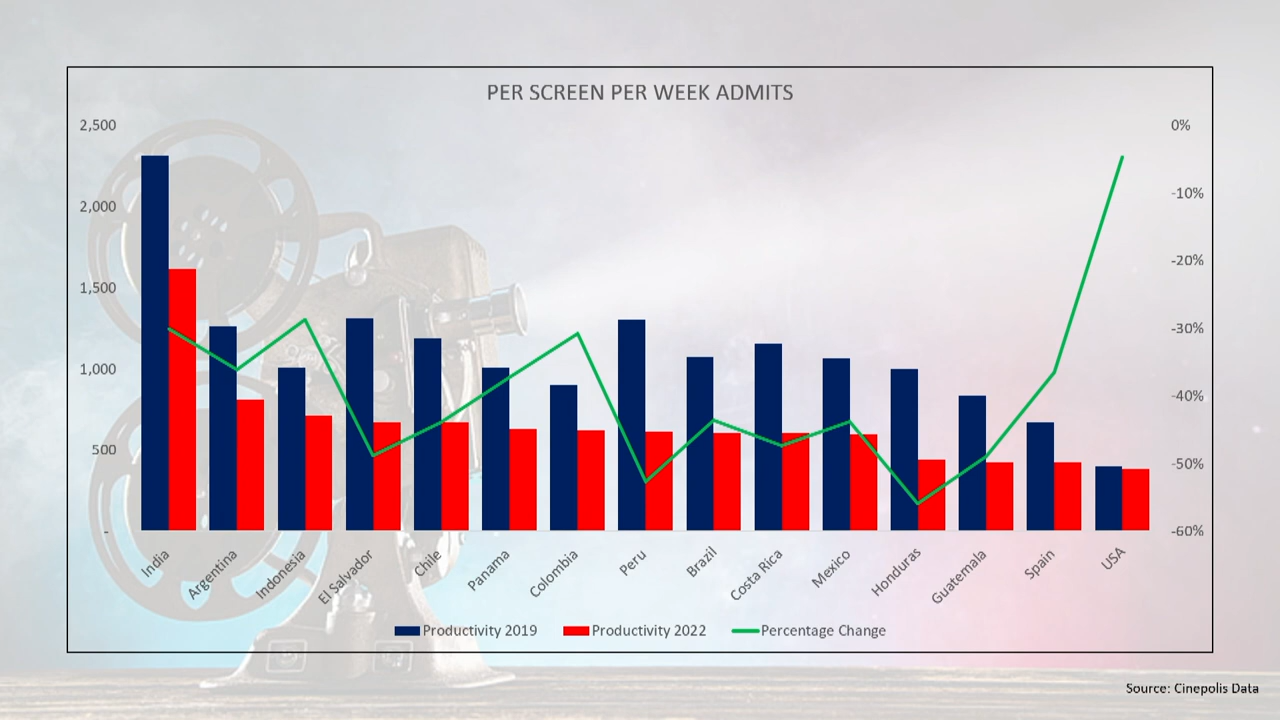 PER SCREEN PER WEEK ADMITS
2,500
2,000
1,500
1,000
500
-
0%
-10%
-20%
-30%
-40%
-50%
-60%
India
Argentina
Indonesia
El Salvador
Chile
Panama
Colombia
Peru
Brazil
Costa Rica
Mexico
Honduras
Guatemala
Spain
USA
Productivity 2019
Productivity 2022
Percentage Change
Source: Cinepolis Data